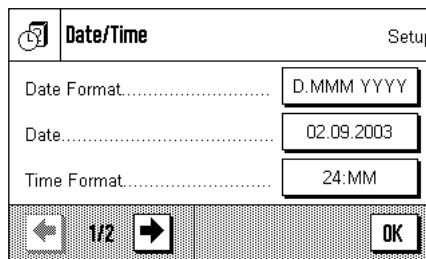 Date/Time Setup
Date Format........................... D.MMM YYYY
Date...................................... 02.09.2003
Time Format........................... 24:MM
1/2 OK